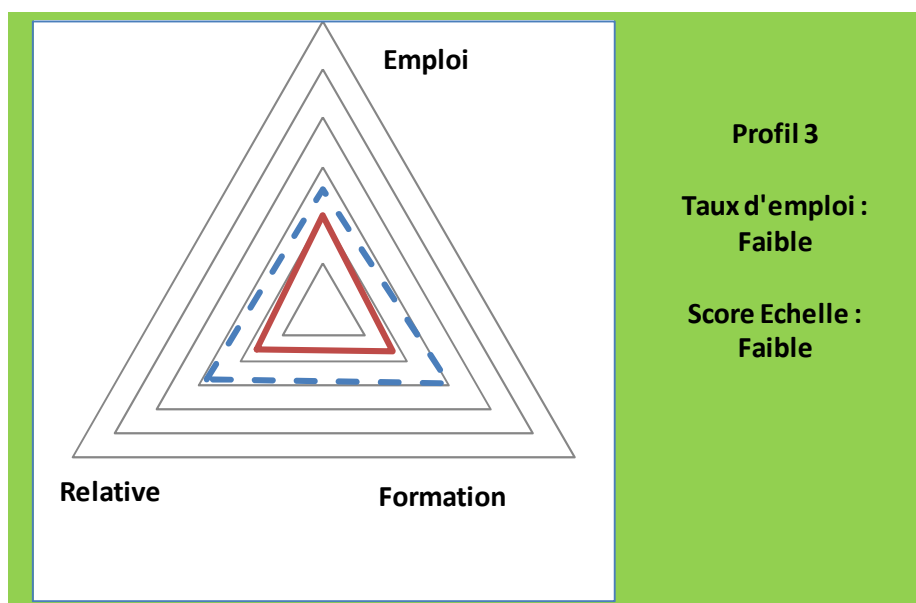 Emploi
Relative
Formation
Profil 3
Taux d'emploi :
Faible
Score Echelle :
Faible